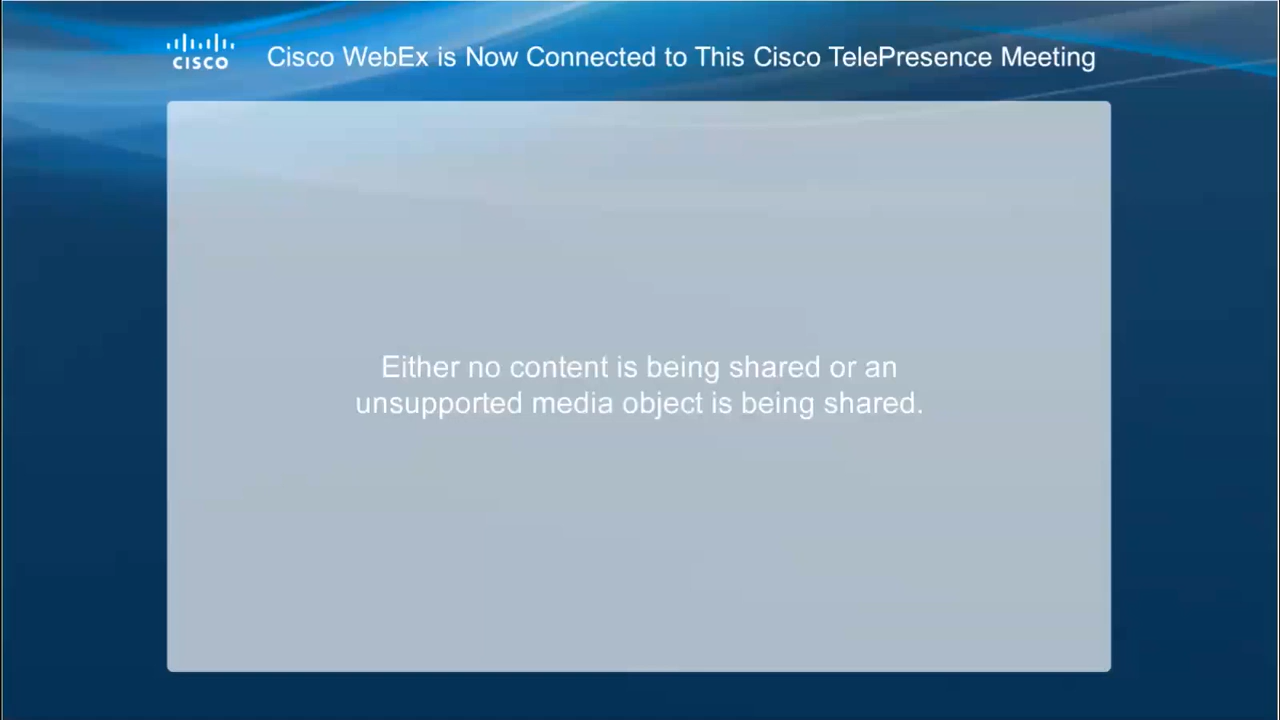 CISCO
Cisco WebEx is Now Connected to This Cisco TelePresence Meeting
Either no content is being shared or an
unsupported media object is being shared.